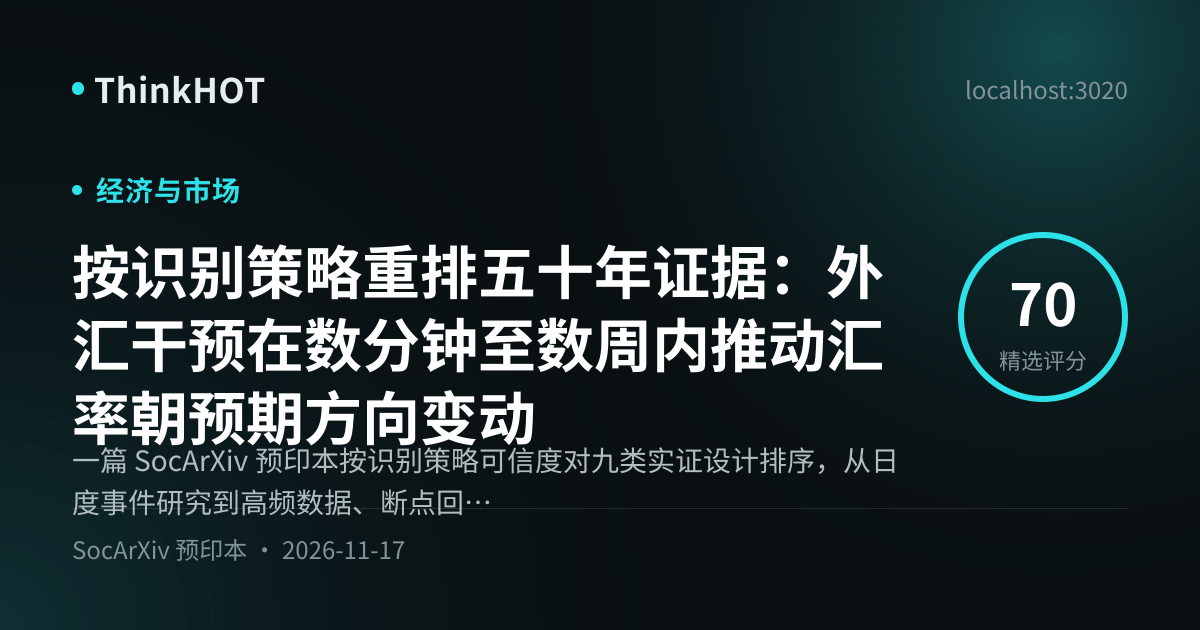 ThinkHOT
localhost:3020
经济与市场
按识别策略重排五十年证据：外
汇干预在数分钟至数周内推动汇
率朝预期方向变动
70
精选评分
一篇 SocArXiv 预印本按识别策略可信度对九类实证设计排序，从日
度事件研究到高频数据、断点回…
SocArXiv 预印本 · 2026-11-17